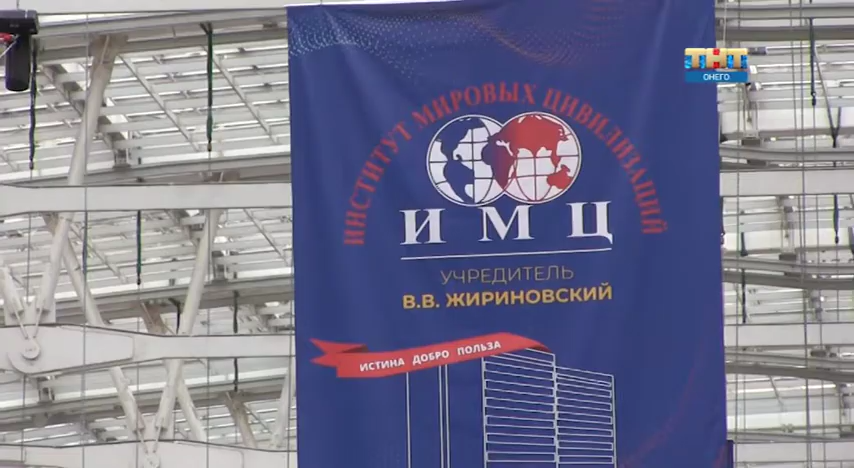 ТНТ
ОНЕГО
ИНСТИТУТ МИРОВЫХ ЦИВИЛИЗАЦИЙ
ИМЦ
УЧРЕДИТЕЛЬ
В.В. ЖИРИНОВСКИЙ
ИСТИНА ДОБРО ПОЛЬЗА